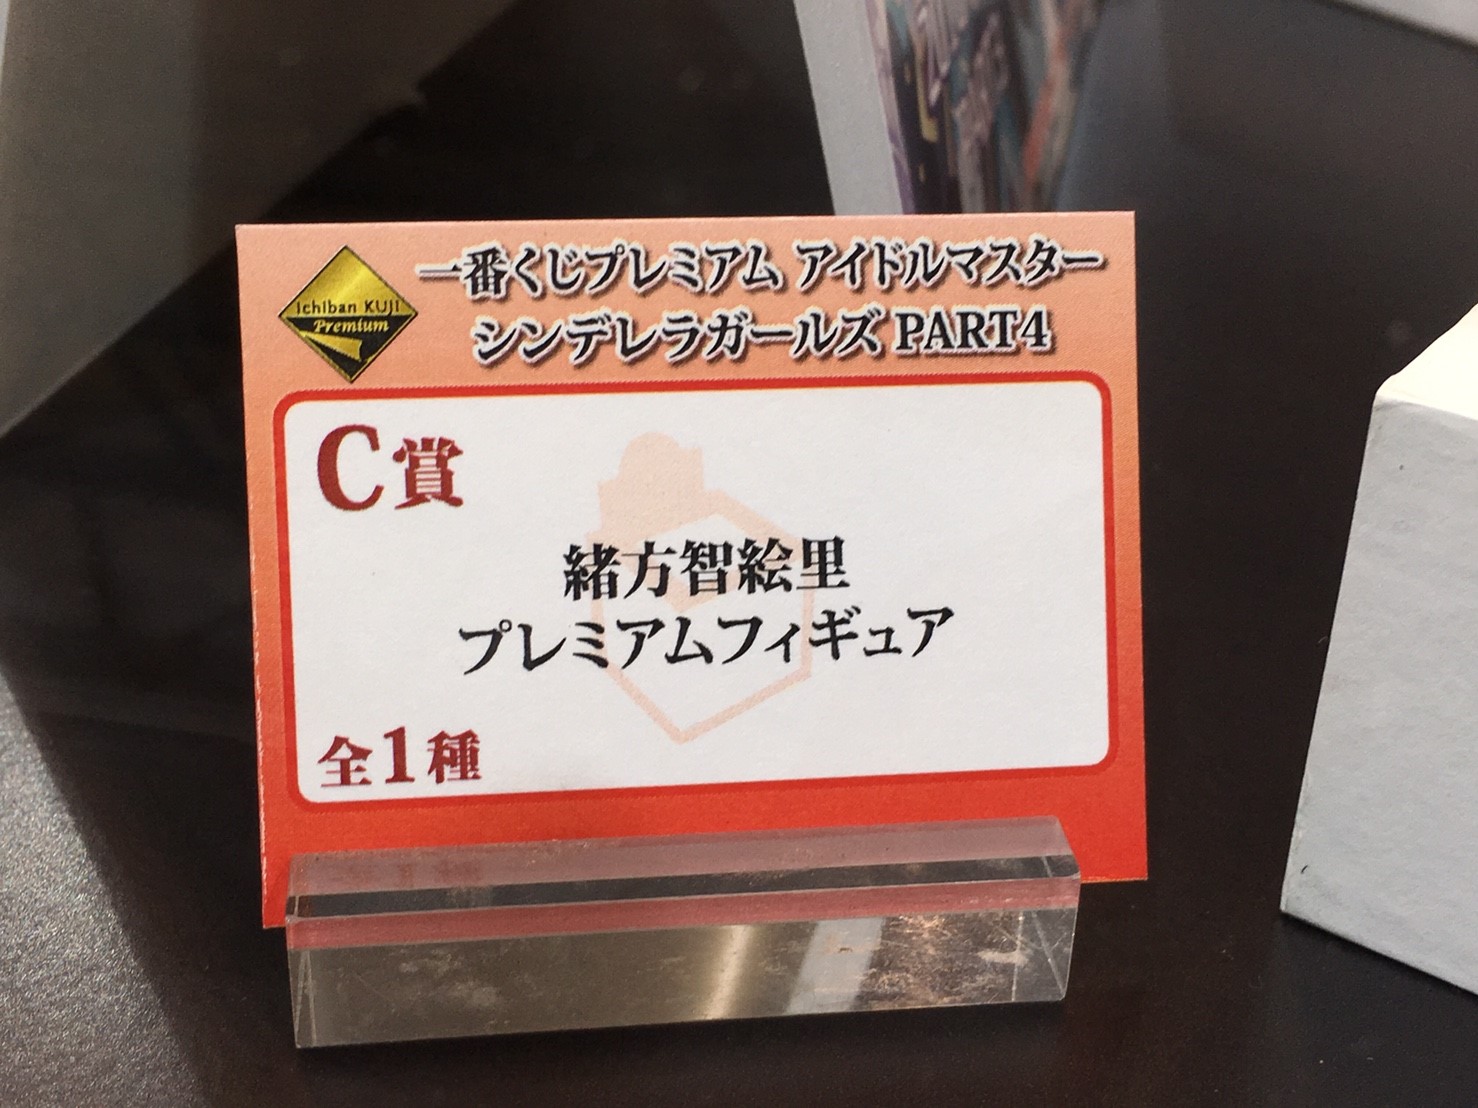 一番くじプレミアム アイドルマスター
シンデレラガールズ PART4
Ichiban KUJI
Premium
C賞
緒方智絵里
プレミアムフィギュア
全1種